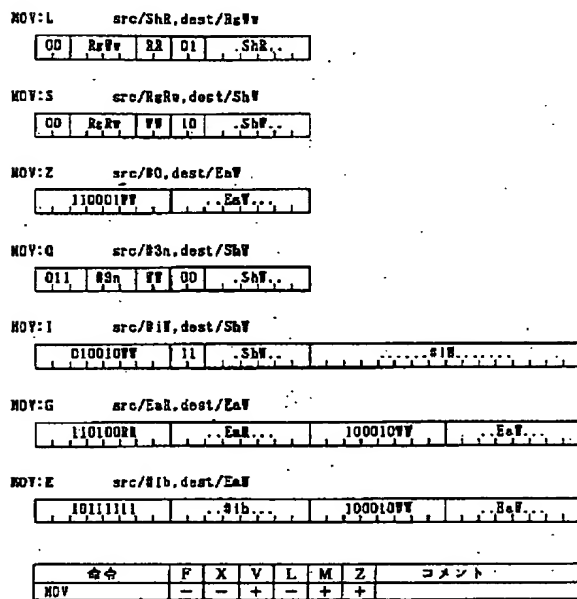 MOV:L src/ShR,dest/RgWw
00 RgWw RR 01 .ShR..
MOV:S src/RgRw,dest/ShW
00 RgRw WW 10 .ShW..
MOV:Z src/#0,dest/EaW
110001WW ..EaW...
MOV:Q src/#3n,dest/ShW
011 #3n WW 00 .ShW..
MOV:I src/#iW,dest/ShW
010010WW 11 .ShW.. ......#iW.......
MOV:G src/EaR,dest/EaW
110100RR ..EaR... 100010WW ..EaW...
MOV:E src/#ib,dest/EaW
10111111 ..#ib... 100010WW ..EaW...
命令 F X V L M Z コメント
MOV − − + − + +